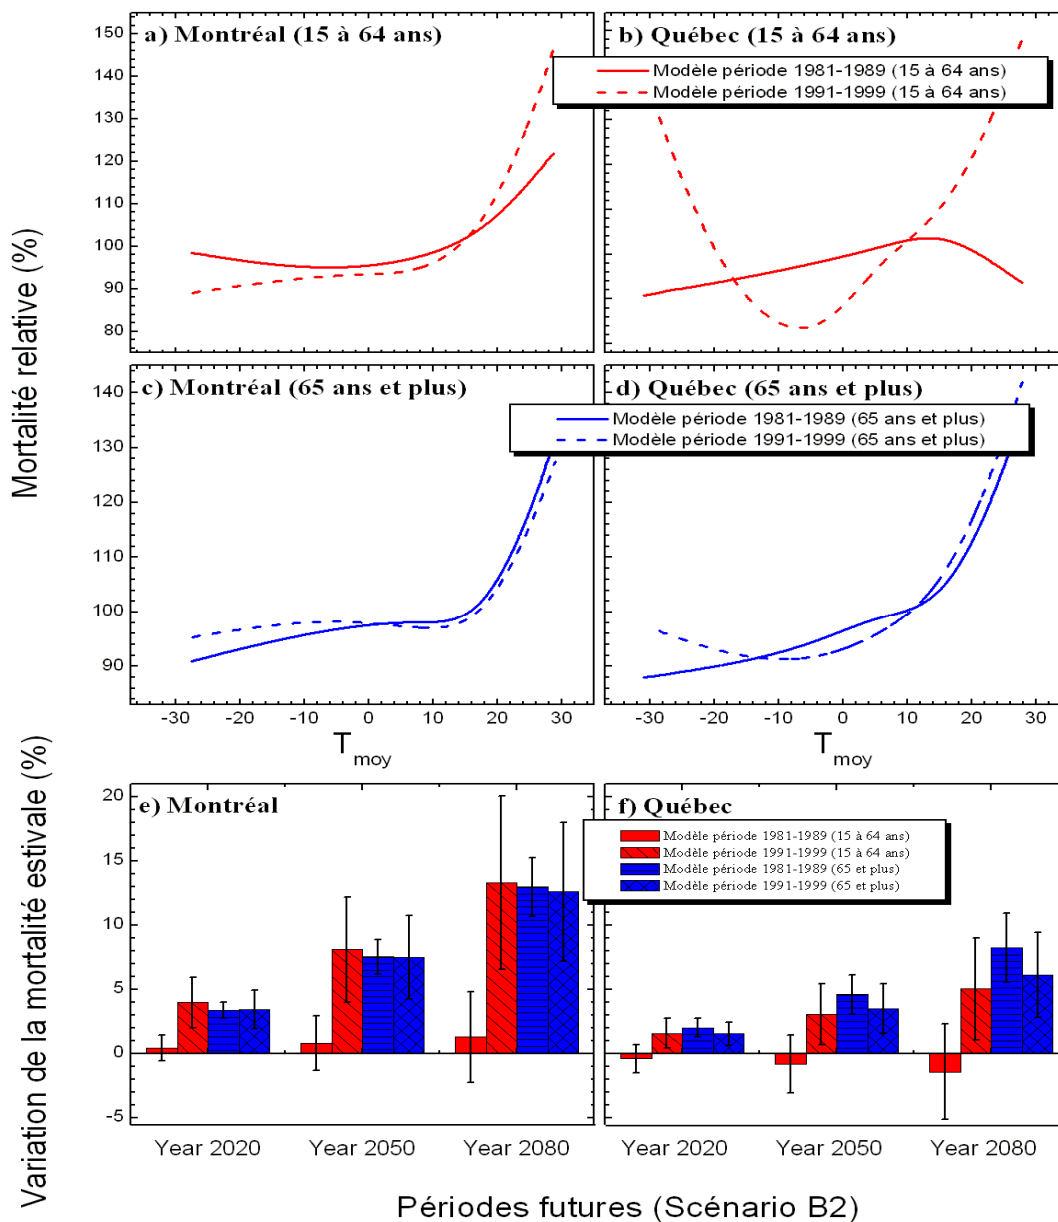 a) Montréal (15 à 64 ans)
b) Québec (15 à 64 ans)
Modèle période 1981-1989 (15 à 64 ans)
Modèle période 1991-1999 (15 à 64 ans)
150
140
120
110
100
90
80
Mortalité relative (%)
c) Montréal (65 ans et plus)
d) Québec (65 ans et plus)
Modèle période 1981-1989 (65 ans et plus)
Modèle période 1991-1999 (65 ans et plus)
140
130
120
110
100
90
-30 -20 -10 0 10 20 30
-30 -20 -10 0 10 20 30
T moy
T moy
Variation de la mortalité estivale (%)
e) Montréal
f) Québec
Modèle période 1981-1989 (15 à 64 ans)
Modèle période 1991-1999 (15 à 64 ans)
Modèle période 1981-1989 (65 et plus)
Modèle période 1991-1999 (65 et plus)
20
15
10
5
0
-5
Year 2020 Year 2050 Year 2080
Year 2020 Year 2050 Year 2080
Périodes futures (Scénario B2)